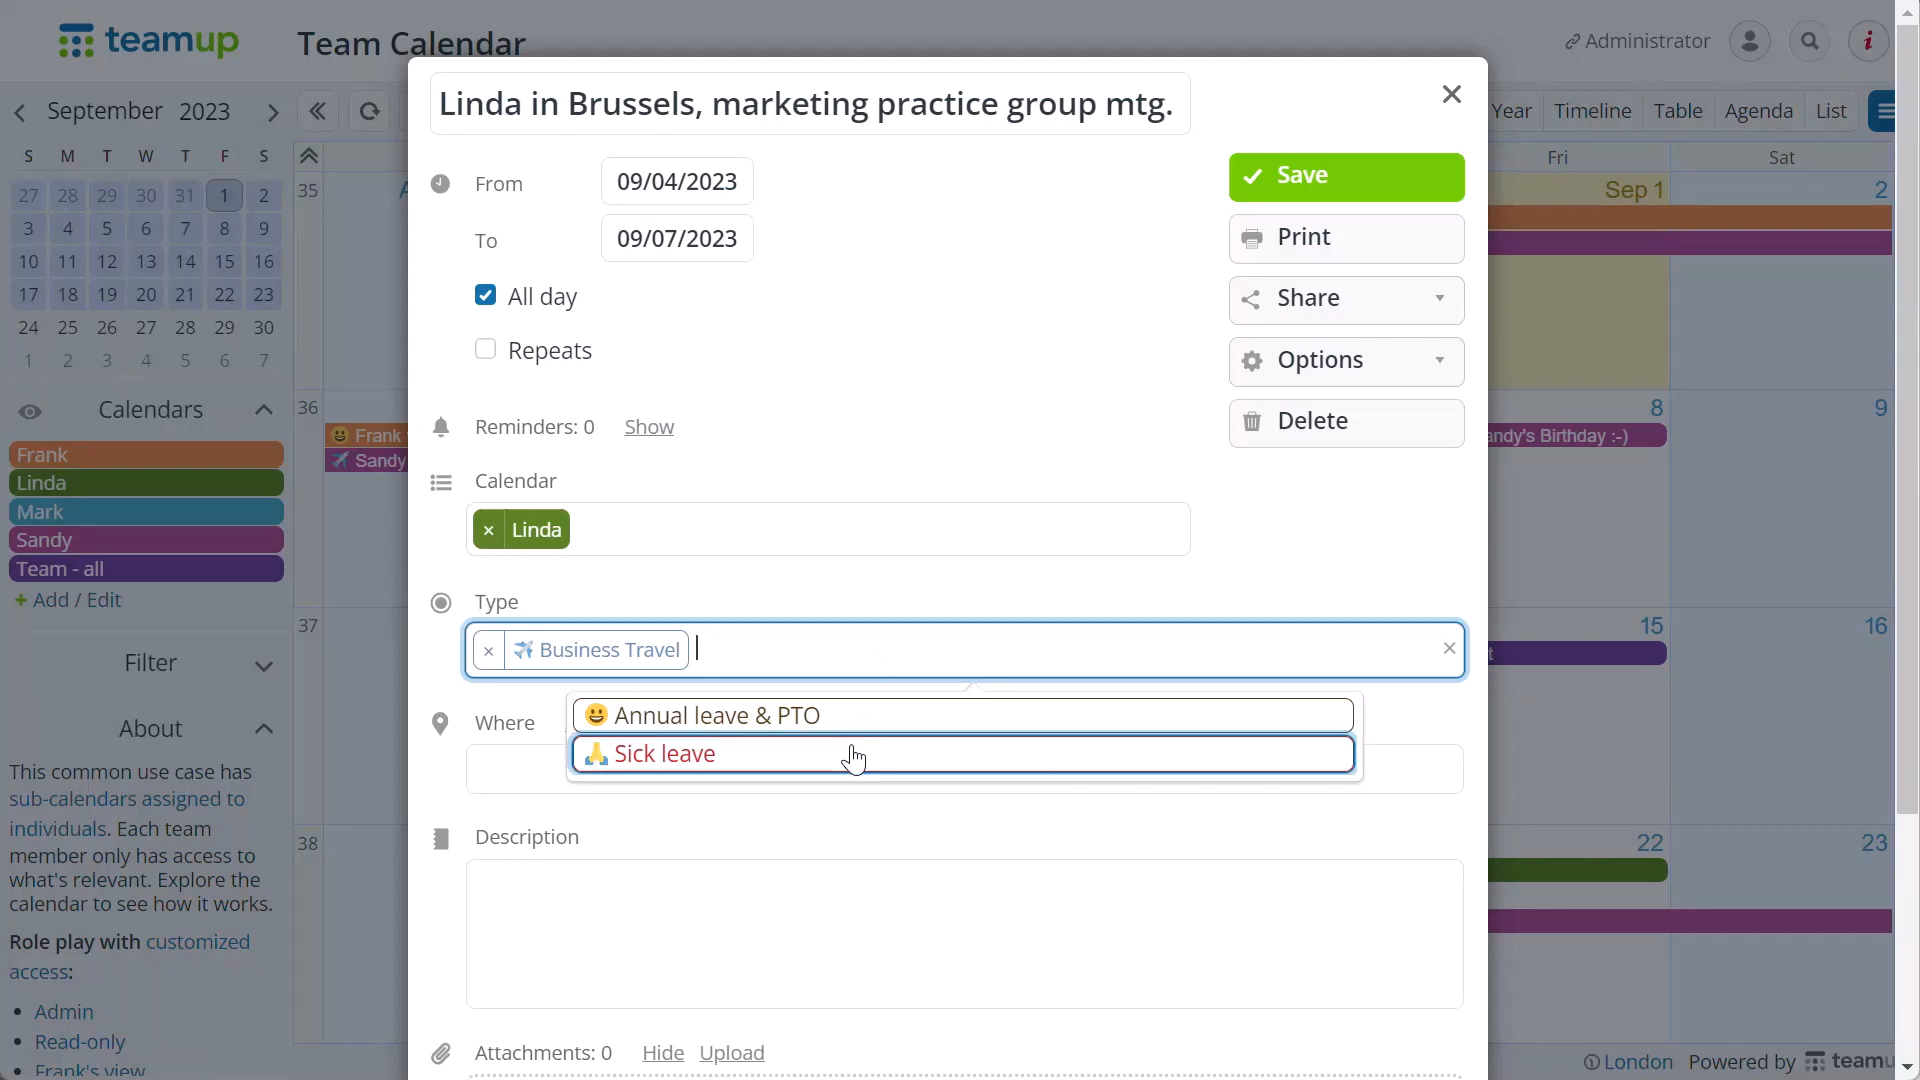 teamup
Team Calendar
Administrator
September 2023
S M T W T F S
27 28 29 30 31 1 2
3 4 5 6 7 8 9
10 11 12 13 14 15 16
17 18 19 20 21 22 23
24 25 26 27 28 29 30
1 2 3 4 5 6 7
Calendars
Frank
Linda
Mark
Sandy
Team - all
+ Add / Edit
Filter
About
This common use case has
sub-calendars assigned to
individuals. Each team
member only has access to
what's relevant. Explore the
calendar to see how it works.
Role play with customized
access:
• Admin
• Read-only
• Frank's view
35
36
Frank
Sandy
37
38
Linda in Brussels, marketing practice group mtg.
From 09/04/2023
To 09/07/2023
All day
Repeats
Reminders: 0 Show
Calendar
× Linda
Type
× ✈️ Business Travel
😀 Annual leave & PTO
🙏 Sick leave
Where
Description
Attachments: 0 Hide Upload
Save
Print
Share
Options
Delete
Year Timeline Table Agenda List
Fri Sat
Sep 1 2
8 9
andy's Birthday :-)
15 16
t
22 23
London Powered by teamu